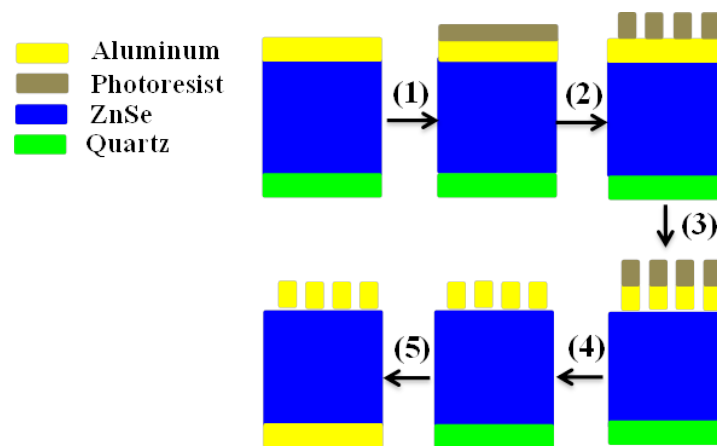 Aluminum
Photoresist
ZnSe
Quartz
(1)
(2)
(3)
(4)
(5)